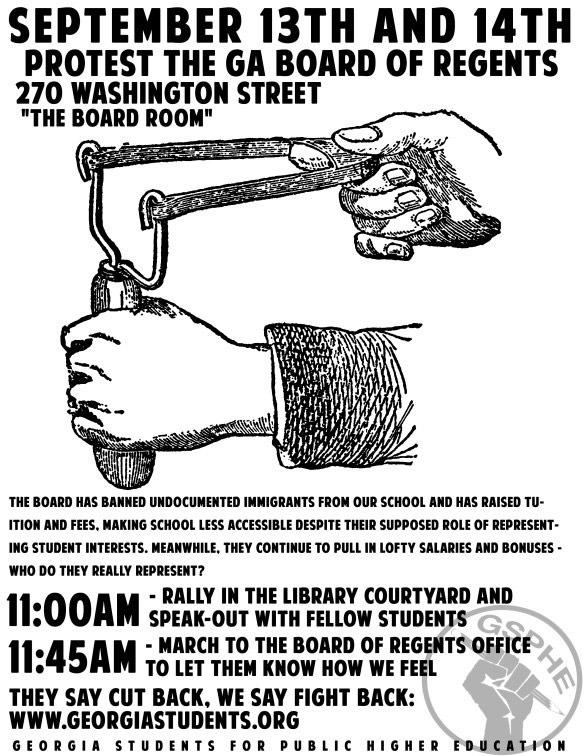 SEPTEMBER 13TH AND 14TH
PROTEST THE GA BOARD OF REGENTS
270 WASHINGTON STREET
"THE BOARD ROOM"
THE BOARD HAS BANNED UNDOCUMENTED IMMIGRANTS FROM OUR SCHOOL AND HAS RAISED TU-
ITION AND FEES, MAKING SCHOOL LESS ACCESSIBLE DESPITE THEIR SUPPOSED ROLE OF REPRESENT-
ING STUDENT INTERESTS. MEANWHILE, THEY CONTINUE TO PULL IN LOFTY SALARIES AND BONUSES -
WHO DO THEY REALLY REPRESENT?
11:00AM - RALLY IN THE LIBRARY COURTYARD AND
SPEAK-OUT WITH FELLOW STUDENTS
11:45AM - MARCH TO THE BOARD OF REGENTS OFFICE
TO LET THEM KNOW HOW WE FEEL
GSPHE
THEY SAY CUT BACK, WE SAY FIGHT BACK:
WWW.GEORGIASTUDENTS.ORG
GEORGIA STUDENTS FOR PUBLIC HIGHER EDUCATION